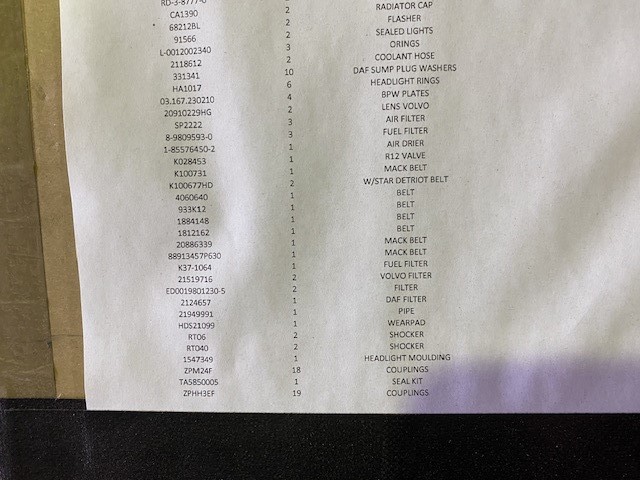 CA1390 2 RADIATOR CAP
68212BL 2 FLASHER
91566 2 SEALED LIGHTS
L-0012002340 3 ORINGS
2118612 2 COOLANT HOSE
331341 10 DAF SUMP PLUG WASHERS
HA1017 6 HEADLIGHT RINGS
03.167.230210 4 BPW PLATES
20910229HG 2 LENS VOLVO
SP2222 3 AIR FILTER
8-9809593-0 3 FUEL FILTER
1-85576450-2 1 AIR DRIER
K028453 1 R12 VALVE
K100731 1 MACK BELT
K100677HD 2 W/STAR DETRIOT BELT
4060640 1 BELT
933K12 1 BELT
1884148 1 BELT
1812162 1 BELT
20886339 1 MACK BELT
88913457P630 1 MACK BELT
K37-1064 1 FUEL FILTER
21519716 2 VOLVO FILTER
ED0019801230-5 2 FILTER
2124657 1 DAF FILTER
21949991 1 PIPE
HDS21099 1 WEARPAD
RT06 2 SHOCKER
RT040 2 SHOCKER
1547349 1 HEADLIGHT MOULDING
ZPM24F 18 COUPLINGS
TA5850005 1 SEAL KIT
ZPHH3EF 19 COUPLINGS